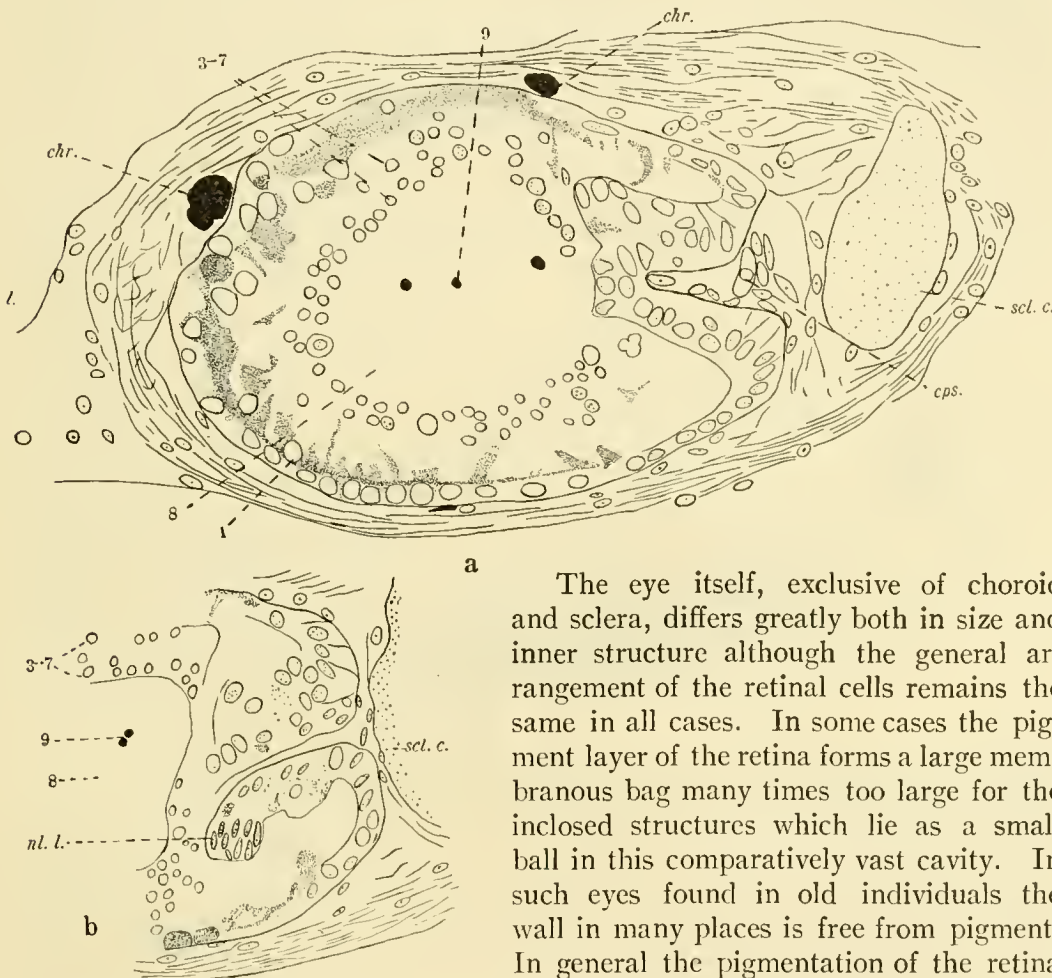 9
chr.
3-7
chr.
l.
scl. c.
cps.
8
1
a
3-7
9
scl. c.
8
nl. l.
b
The eye itself, exclusive of choroid
and sclera, differs greatly both in size and
inner structure although the general ar
rangement of the retinal cells remains the
same in all cases. In some cases the pig
ment layer of the retina forms a large mem
branous bag many times too large for the
inclosed structures which lie as a smal
ball in this comparatively vast cavity. In
such eyes found in old individuals the
wall in many places is free from pigment
In general the pigmentation of the retina